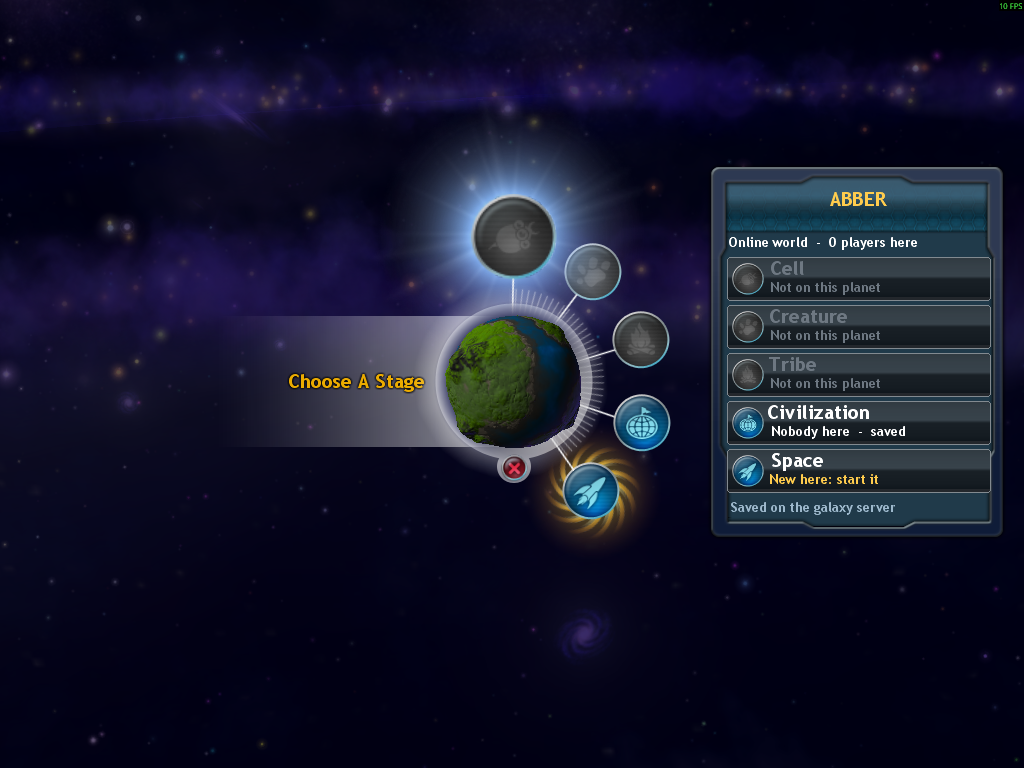 10 FPS
ABBER
Online world - 0 players here
Cell
Not on this planet
Creature
Not on this planet
Tribe
Not on this planet
Choose A Stage
Civilization
Nobody here - saved
Space
New here: start it
Saved on the galaxy server